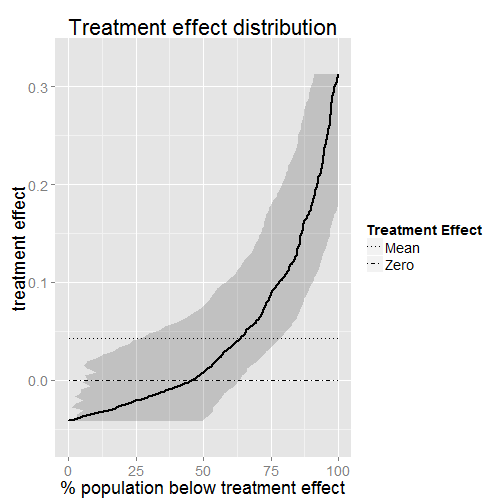 Treatment effect distribution
treatment effect
0.3
0.2
0.1
0.0
0 25 50 75 100
% population below treatment effect
Treatment Effect
Mean
Zero